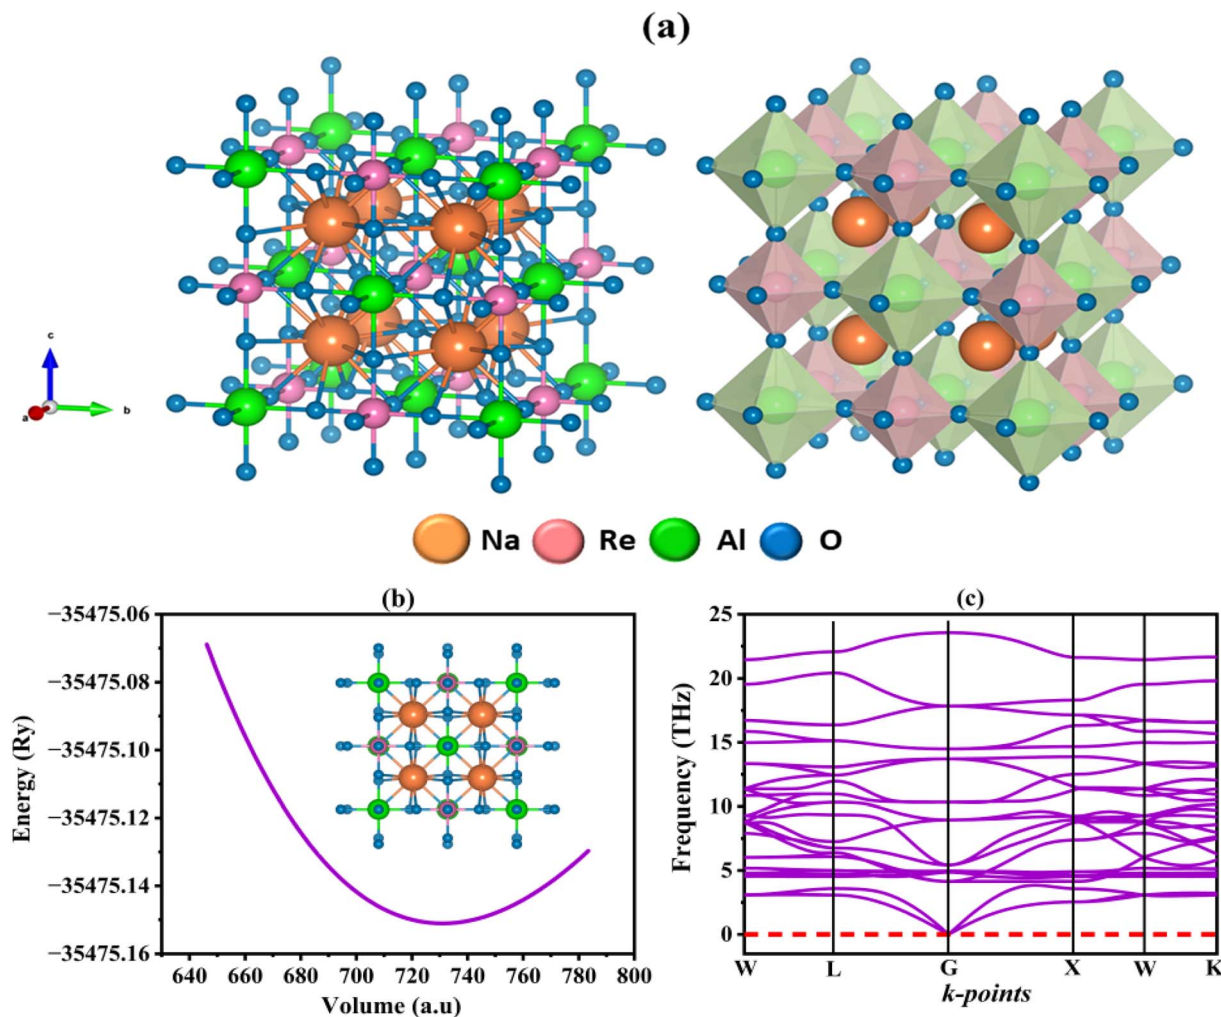 (a)
c
a
b
Na Re Al O
(b)
−35475.06
−35475.08
−35475.10
−35475.12
−35475.14
−35475.16
Energy (Ry)
640 660 680 700 720 740 760 780 800
Volume (a.u)
(c)
25
20
15
10
5
0
Frequency (THz)
W L G X W K
k-points